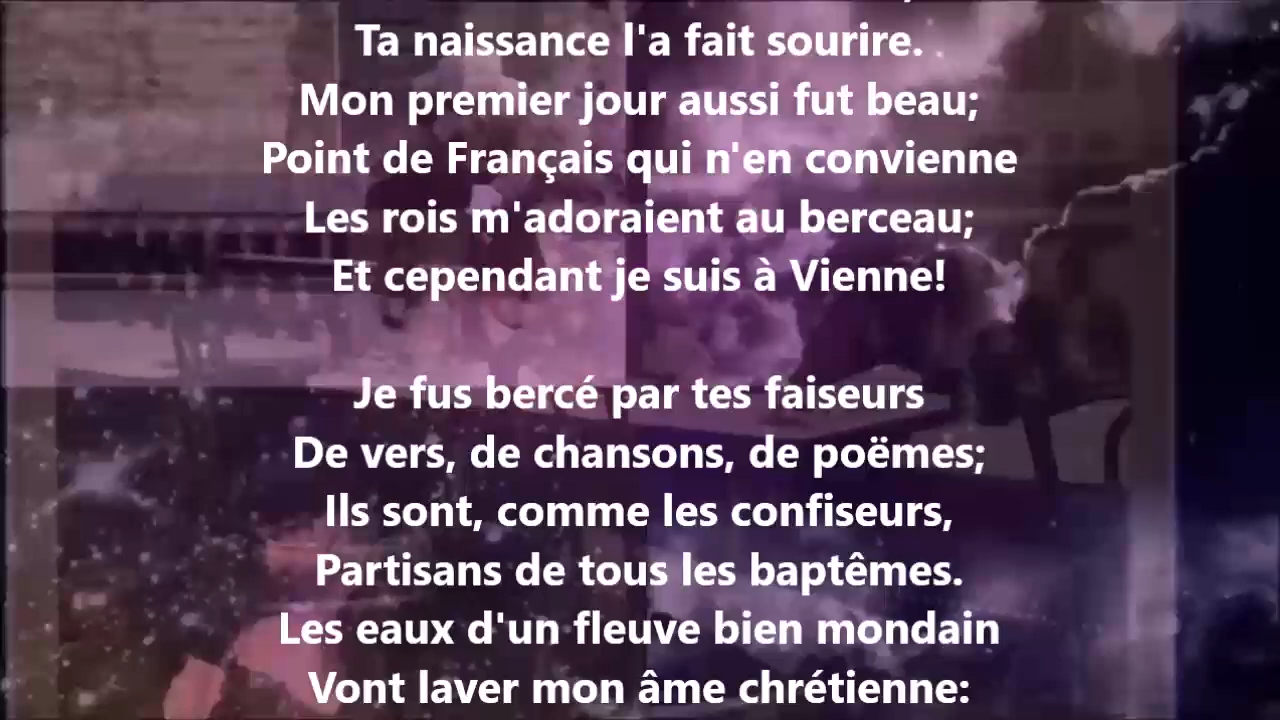 Ta naissance l'a fait sourire.
Mon premier jour aussi fut beau;
Point de Français qui n'en convienne
Les rois m'adoraient au berceau;
Et cependant je suis à Vienne!
Je fus bercé par tes faiseurs
De vers, de chansons, de poëmes;
Ils sont, comme les confiseurs,
Partisans de tous les baptêmes.
Les eaux d'un fleuve bien mondain
Vont laver mon âme chrétienne: